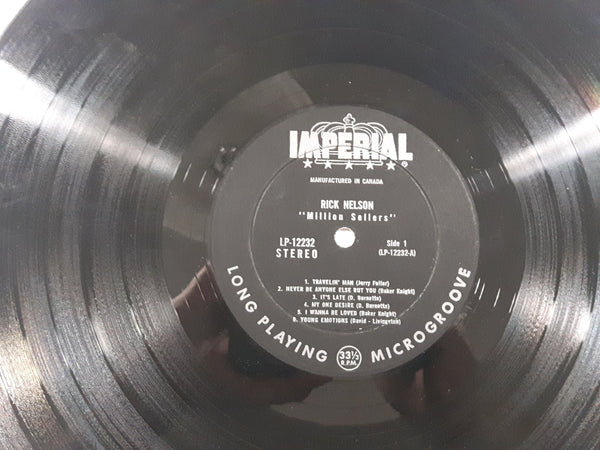 IMPERIAL ®
★ ★ ★ ★ ★
MANUFACTURED IN CANADA
RICK NELSON
"Million Sellers"
LP-12232
STEREO
Side 1
(LP-12232-A)
1. TRAVELIN' MAN (Jerry Fuller)
2. NEVER BE ANYONE ELSE BUT YOU (Baker Knight)
3. IT'S LATE (D. Burnette)
4. MY ONE DESIRE (D. Burnette)
5. I WANNA BE LOVED (Baker Knight)
6. YOUNG EMOTIONS (David - Livingston)
LONG PLAYING 33⅓ R.P.M. MICROGROOVE